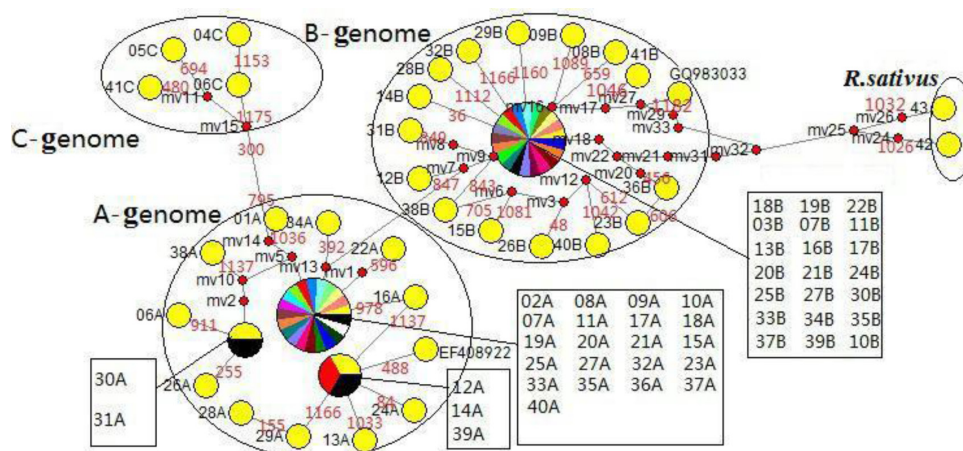 B-genome
C-genome
A-genome
R.sativus
04C
05C
1153
694
41C
480
06C
mv11
1175
mv15
300
29B
09B
32B
08B
41B
28B
1166
1160
1089
659
GQ983033
14B
1112
1046
mv27
1182
mv16
mv17
mv29
36
mv33
31B
840
mv8
mv18
mv9
mv22
mv21
mv31
mv32
12B
mv7
mv20
456
847
843
mv12
36B
mv6
612
38B
705
1081
mv3
606
15B
48
1042
23B
26B
40B
1032
43
mv26
mv25
mv24
1026
42
795
01A
34A
mv14
1036
392
22A
38A
mv5
1137
mv13
mv1
596
mv10
mv2
16A
06A
978
911
1137
EF408922
255
488
26A
84
28A
1166
24A
155
1033
29A
13A
30A
31A
12A
14A
39A
02A 08A 09A 10A
07A 11A 17A 18A
19A 20A 21A 15A
25A 27A 32A 23A
33A 35A 36A 37A
40A
18B 19B 22B
03B 07B 11B
13B 16B 17B
20B 21B 24B
25B 27B 30B
33B 34B 35B
37B 39B 10B